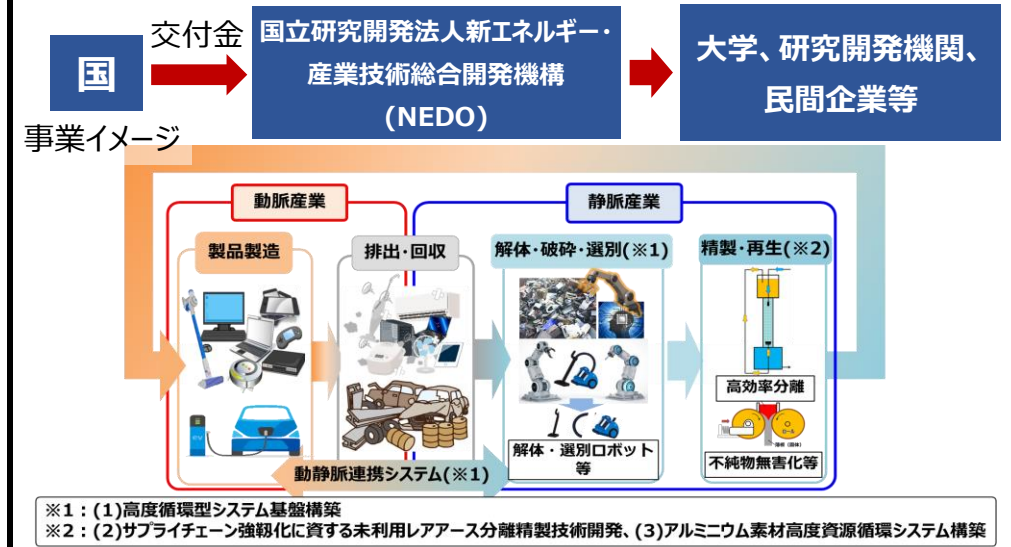 国
交付金
国立研究開発法人新エネルギー・
産業技術総合開発機構
(NEDO)
大学、研究開発機関、
民間企業等
事業イメージ
動脈産業
静脈産業
製品製造
排出・回収
解体・破砕・選別(※1)
精製・再生(※2)
高効率分離
解体・選別ロボット
等
不純物無害化等
動静脈連携システム(※1)
※1：(1)高度循環型システム基盤構築
※2：(2)サプライチェーン強靱化に資する未利用レアアース分離精製技術開発、(3)アルミニウム素材高度資源循環システム構築